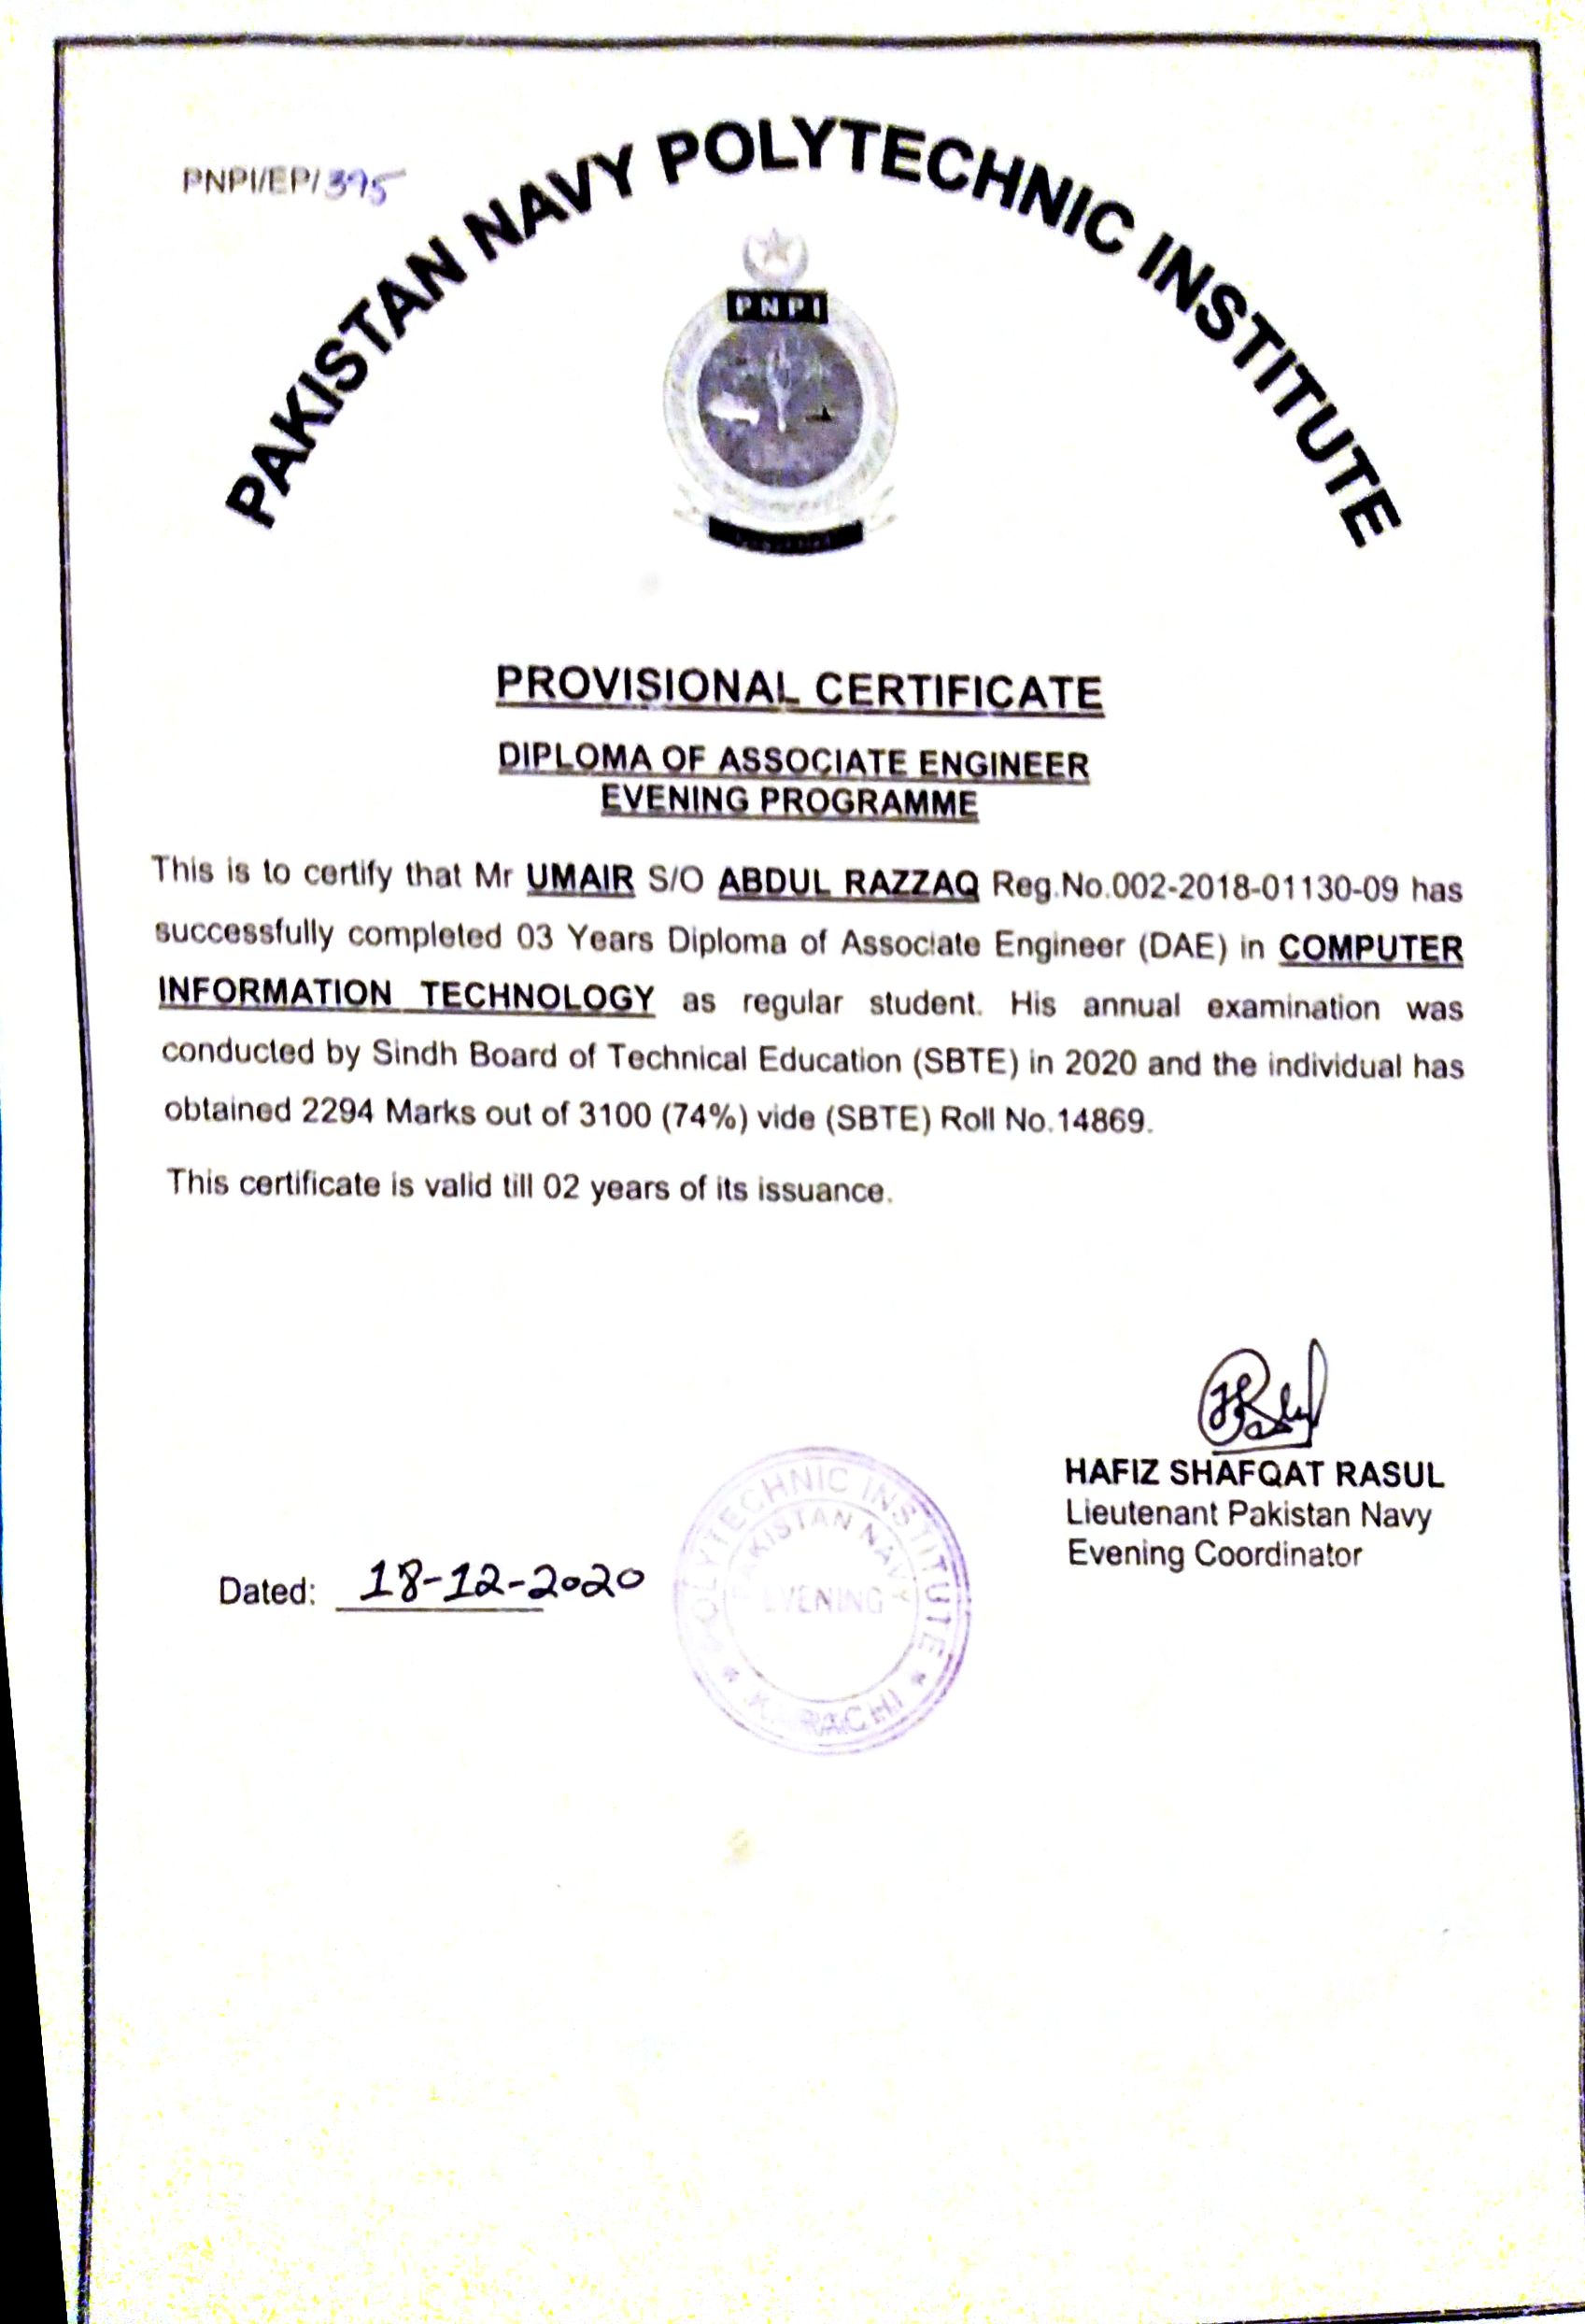 PNPI/EP/395
PAKISTAN NAVY POLYTECHNIC INSTITUTE
PNPI
PROVISIONAL CERTIFICATE
DIPLOMA OF ASSOCIATE ENGINEER
EVENING PROGRAMME
This is to certify that Mr UMAIR S/O ABDUL RAZZAQ Reg.No.002-2018-01130-09 has
successfully completed 03 Years Diploma of Associate Engineer (DAE) in COMPUTER
INFORMATION TECHNOLOGY as regular student. His annual examination was
conducted by Sindh Board of Technical Education (SBTE) in 2020 and the individual has
obtained 2294 Marks out of 3100 (74%) vide (SBTE) Roll No.14869.
This certificate is valid till 02 years of its issuance.
HAFIZ SHAFQAT RASUL
Lieutenant Pakistan Navy
Evening Coordinator
Dated: 18-12-2020
POLYTECHNIC INSTITUTE
PAKISTAN NAVY
EVENING
KARACHI